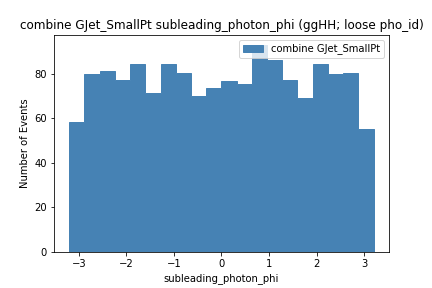 combine GJet_SmallPt subleading_photon_phi (ggHH; loose pho_id)
combine GJet_SmallPt
Number of Events
80
60
40
20
0
−3 −2 −1 0 1 2 3
subleading_photon_phi